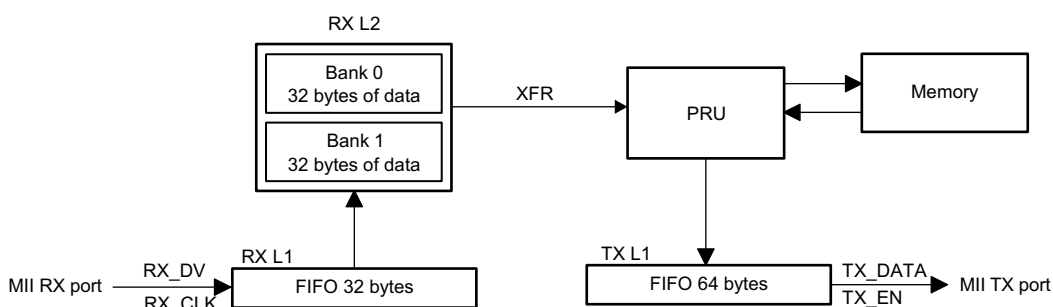 RX L2
Bank 0
32 bytes of data
Bank 1
32 bytes of data
XFR
PRU
Memory
MII RX port
RX_DV
RX_CLK
RX L1
FIFO 32 bytes
TX L1
FIFO 64 bytes
TX_DATA
TX_EN
MII TX port